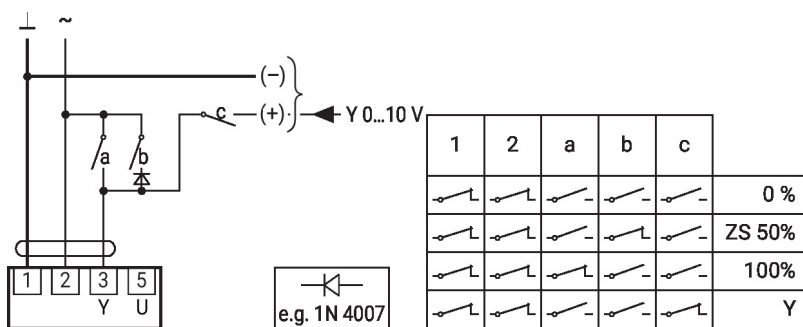 ⊥ ~
(−)
c (+) Y 0...10 V
a b
1 2 3 5
Y U
e.g. 1N 4007
1 2 a b c
0 %
ZS 50%
100%
Y